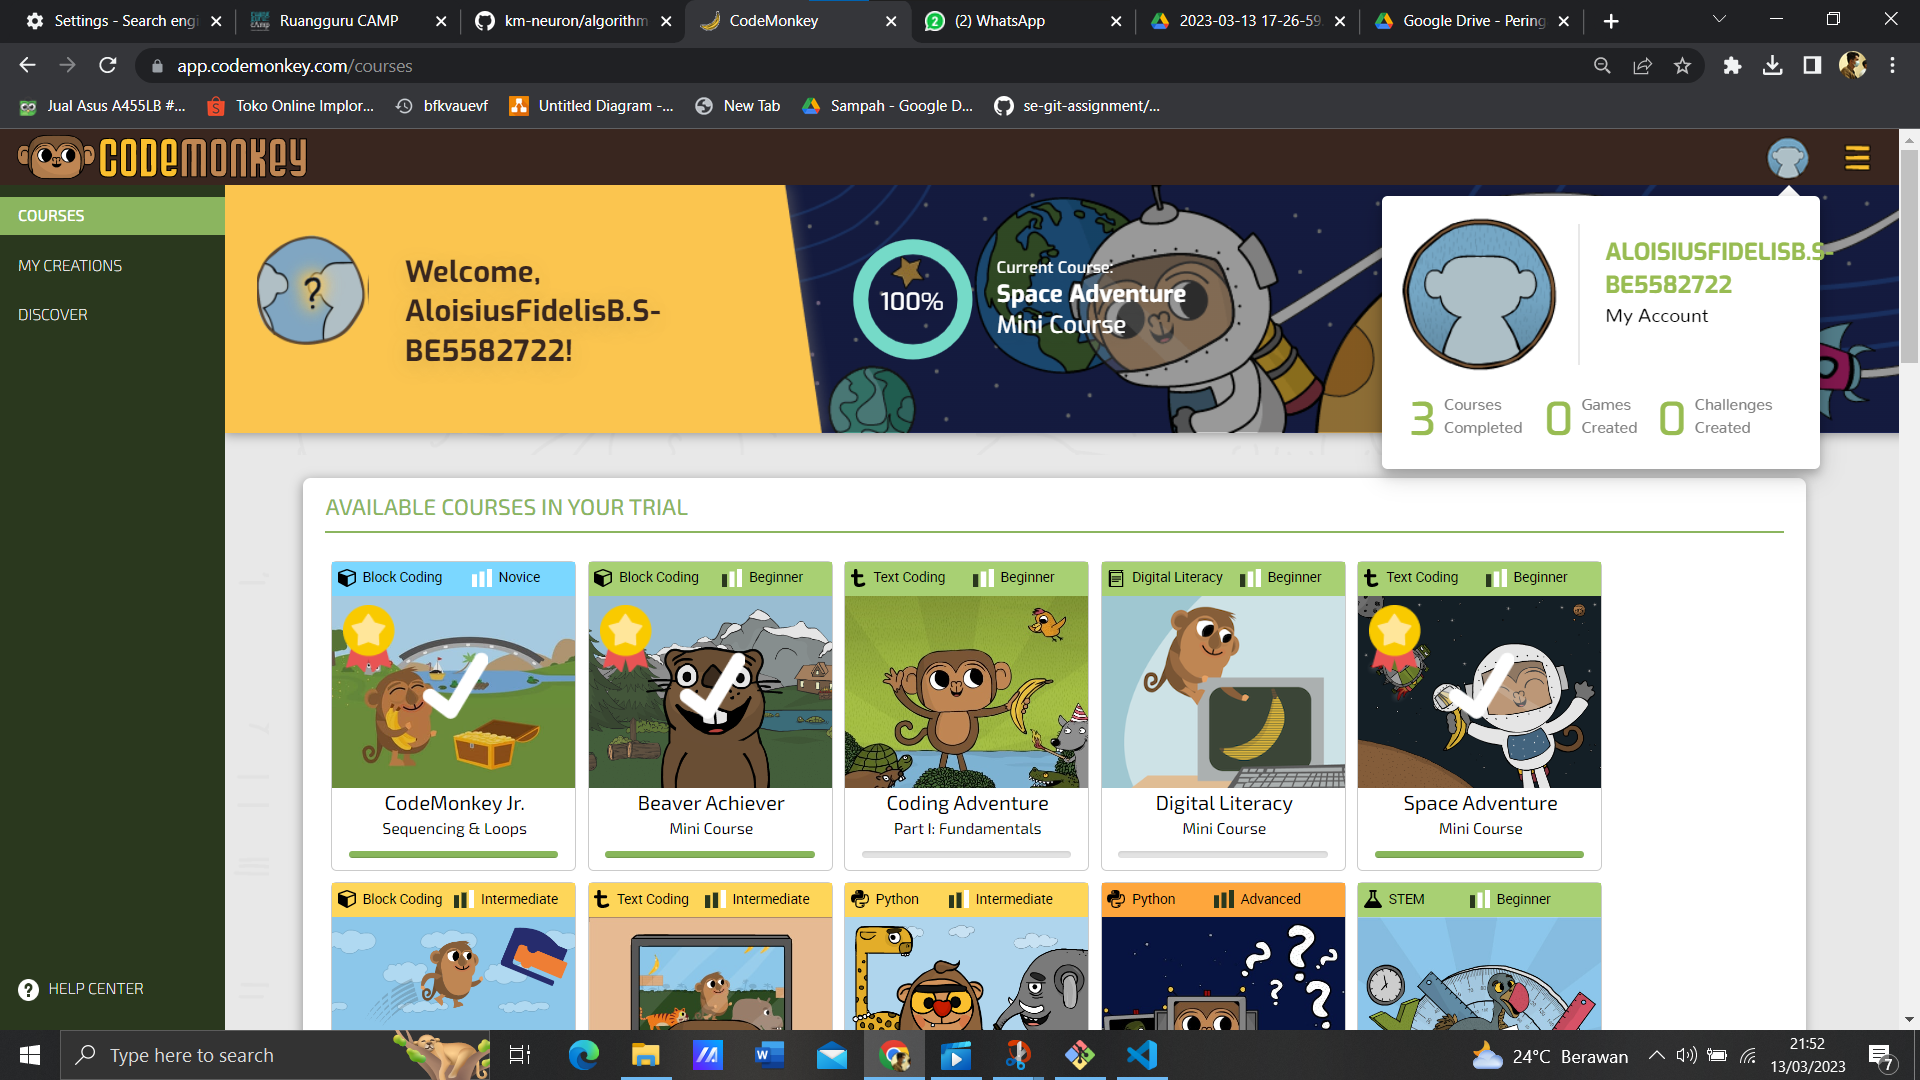 Settings - Search engi
Ruangguru CAMP
km-neuron/algorithm
CodeMonkey
(2) WhatsApp
2023-03-13 17-26-59.
Google Drive - Pering
app.codemonkey.com/courses
Jual Asus A455LB #...
Toko Online Implor...
bfkvauevf
Untitled Diagram -...
New Tab
Sampah - Google D...
se-git-assignment/...
CODEMONKEY
COURSES
MY CREATIONS
DISCOVER
HELP CENTER
Welcome,
AloisiusFidelisB.S-
BE5582722!
100%
Current Course:
Space Adventure
Mini Course
ALOISIUSFIDELISB.S-
BE5582722
My Account
3 Courses Completed
0 Games Created
0 Challenges Created
AVAILABLE COURSES IN YOUR TRIAL
Block Coding Novice
CodeMonkey Jr.
Sequencing & Loops
Block Coding Beginner
Beaver Achiever
Mini Course
Text Coding Beginner
Coding Adventure
Part I: Fundamentals
Digital Literacy Beginner
Digital Literacy
Mini Course
Text Coding Beginner
Space Adventure
Mini Course
Block Coding Intermediate
Text Coding Intermediate
Python Intermediate
Python Advanced
STEM Beginner
Type here to search
24°C Berawan
21:52
13/03/2023
7